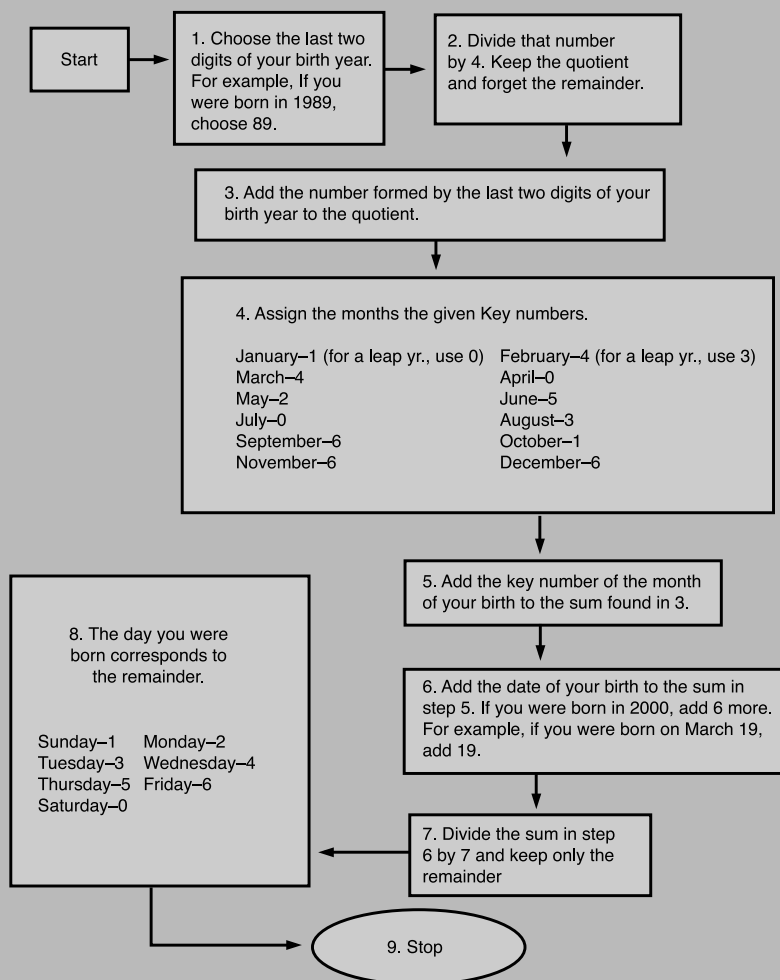 Start
1. Choose the last two
digits of your birth year.
For example, If you
were born in 1989,
choose 89.
2. Divide that number
by 4. Keep the quotient
and forget the remainder.
3. Add the number formed by the last two digits of your
birth year to the quotient.
4. Assign the months the given Key numbers.
January–1 (for a leap yr., use 0) February–4 (for a leap yr., use 3)
March–4 April–0
May–2 June–5
July–0 August–3
September–6 October–1
November–6 December–6
5. Add the key number of the month
of your birth to the sum found in 3.
6. Add the date of your birth to the sum in
step 5. If you were born in 2000, add 6 more.
For example, if you were born on March 19,
add 19.
7. Divide the sum in step
6 by 7 and keep only the
remainder
8. The day you were
born corresponds to
the remainder.
Sunday–1 Monday–2
Tuesday–3 Wednesday–4
Thursday–5 Friday–6
Saturday–0
9. Stop